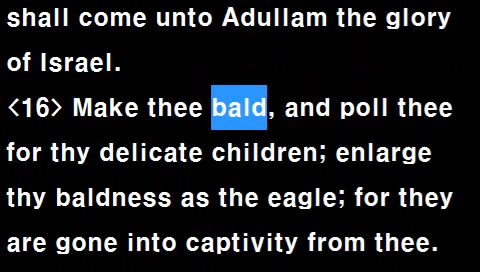 shall come unto Adullam the glory
of Israel.
<16> Make thee bald, and poll thee
for thy delicate children; enlarge
thy baldness as the eagle; for they
are gone into captivity from thee.